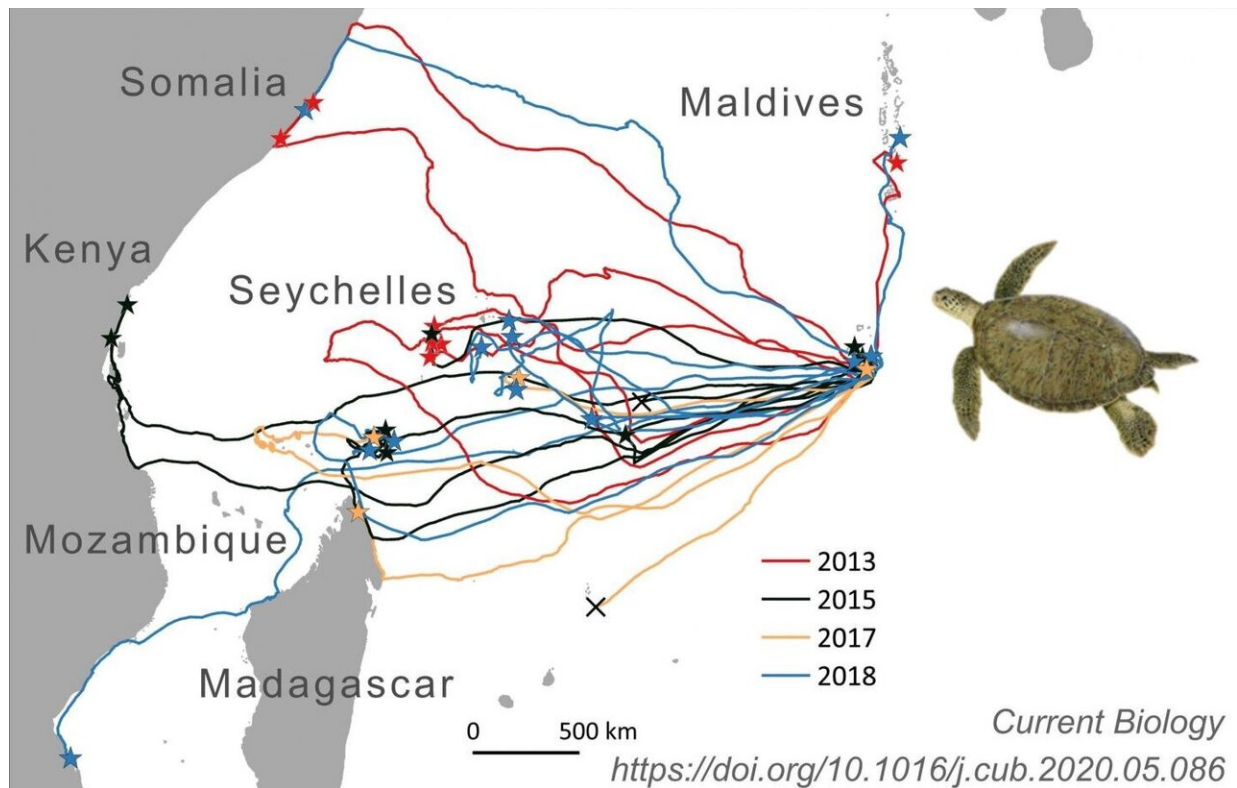 Somalia
Maldives
Kenya
Seychelles
Mozambique
2013
2015
2017
2018
Madagascar
0 500 km
Current Biology
https://doi.org/10.1016/j.cub.2020.05.086